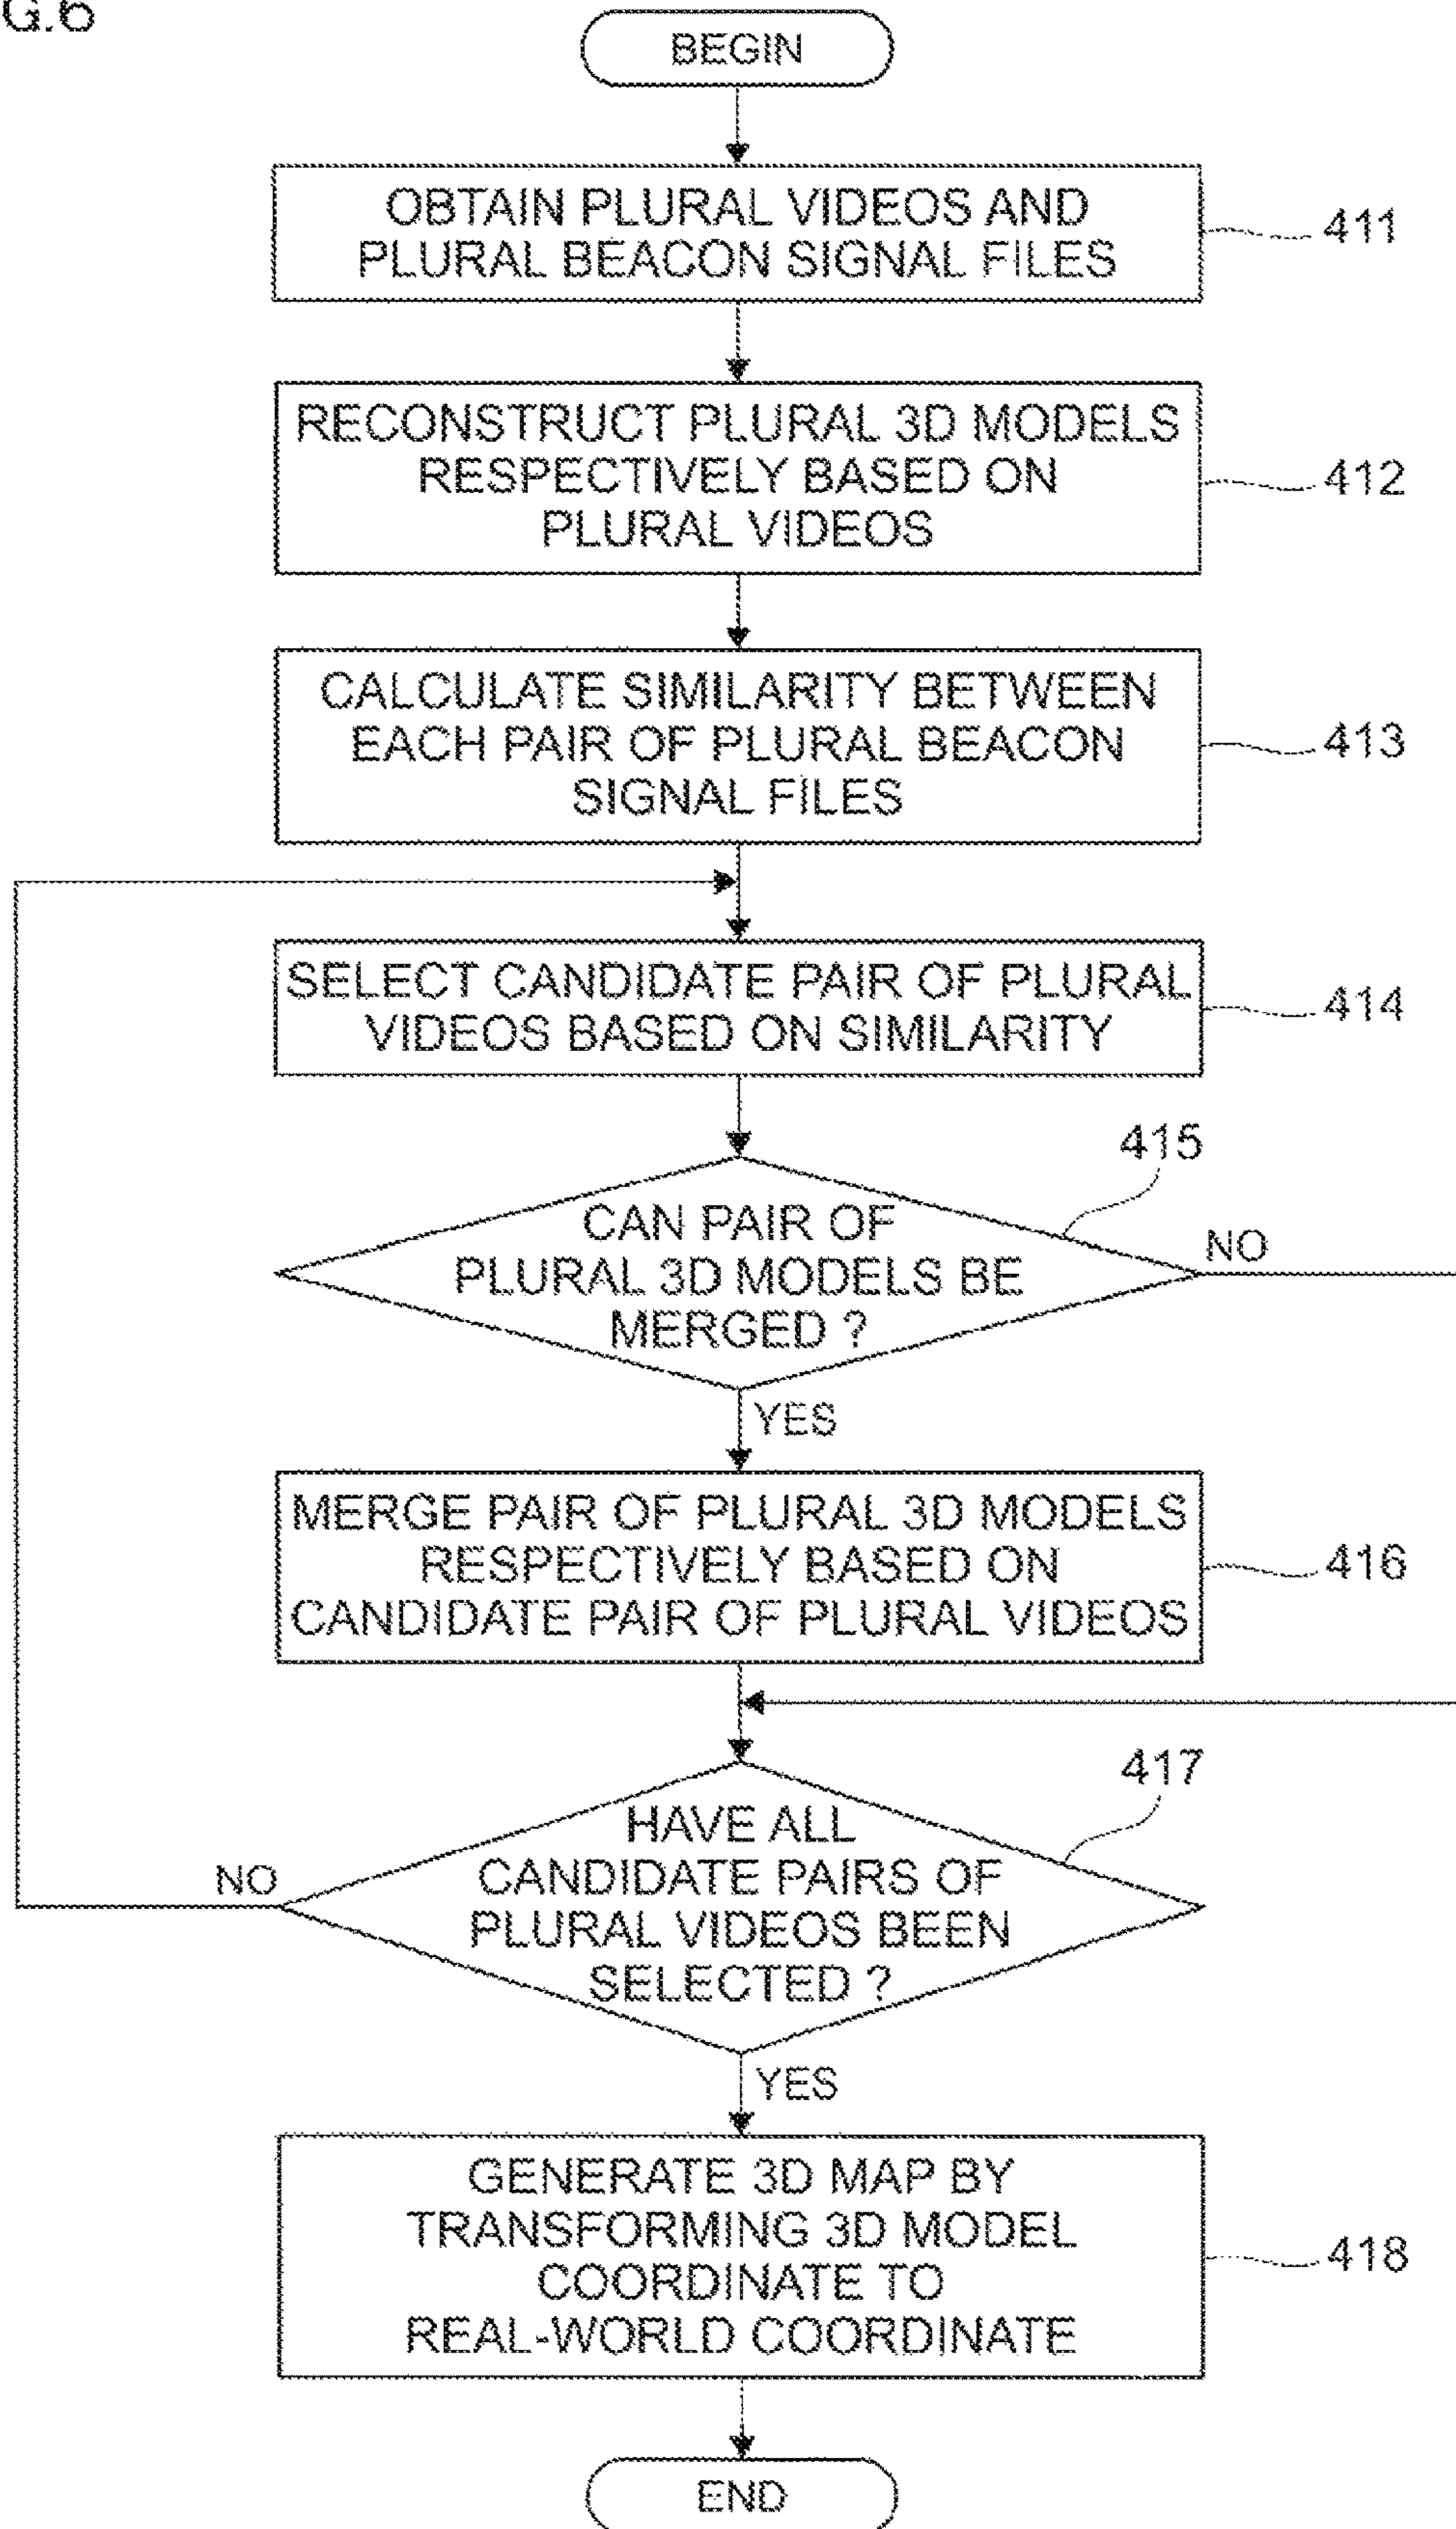 G.6
BEGIN
OBTAIN PLURAL VIDEOS AND
PLURAL BEACON SIGNAL FILES
411
RECONSTRUCT PLURAL 3D MODELS
RESPECTIVELY BASED ON
PLURAL VIDEOS
412
CALCULATE SIMILARITY BETWEEN
EACH PAIR OF PLURAL BEACON
SIGNAL FILES
413
SELECT CANDIDATE PAIR OF PLURAL
VIDEOS BASED ON SIMILARITY
414
415
CAN PAIR OF
PLURAL 3D MODELS BE
MERGED ?
NO
YES
MERGE PAIR OF PLURAL 3D MODELS
RESPECTIVELY BASED ON
CANDIDATE PAIR OF PLURAL VIDEOS
416
417
HAVE ALL
CANDIDATE PAIRS OF
PLURAL VIDEOS BEEN
SELECTED ?
NO
YES
GENERATE 3D MAP BY
TRANSFORMING 3D MODEL
COORDINATE TO
REAL-WORLD COORDINATE
418
END